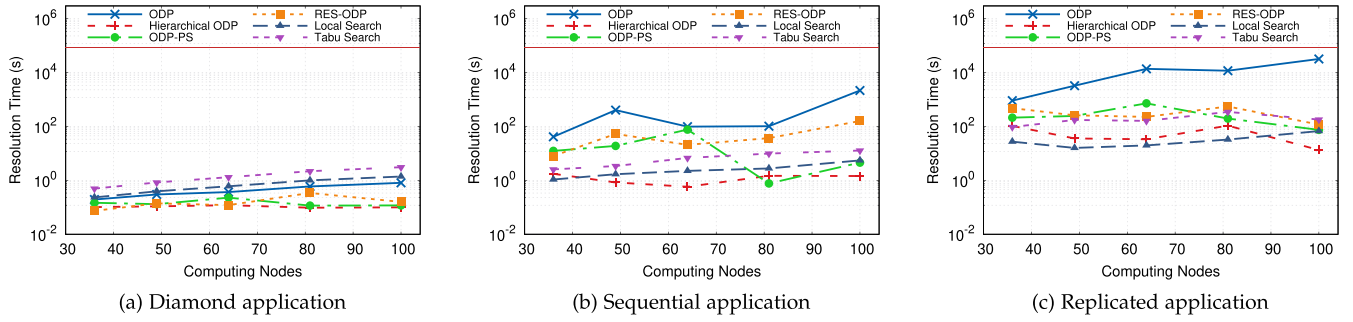 ODP
Hierarchical ODP
ODP-PS
RES-ODP
Local Search
Tabu Search
Resolution Time (s)
10^6
10^4
10^2
10^0
10^-2
30 40 50 60 70 80 90 100
Computing Nodes
(a) Diamond application
ODP
Hierarchical ODP
ODP-PS
RES-ODP
Local Search
Tabu Search
Resolution Time (s)
10^6
10^4
10^2
10^0
10^-2
30 40 50 60 70 80 90 100
Computing Nodes
(b) Sequential application
ODP
Hierarchical ODP
ODP-PS
RES-ODP
Local Search
Tabu Search
Resolution Time (s)
10^6
10^4
10^2
10^0
10^-2
30 40 50 60 70 80 90 100
Computing Nodes
(c) Replicated application